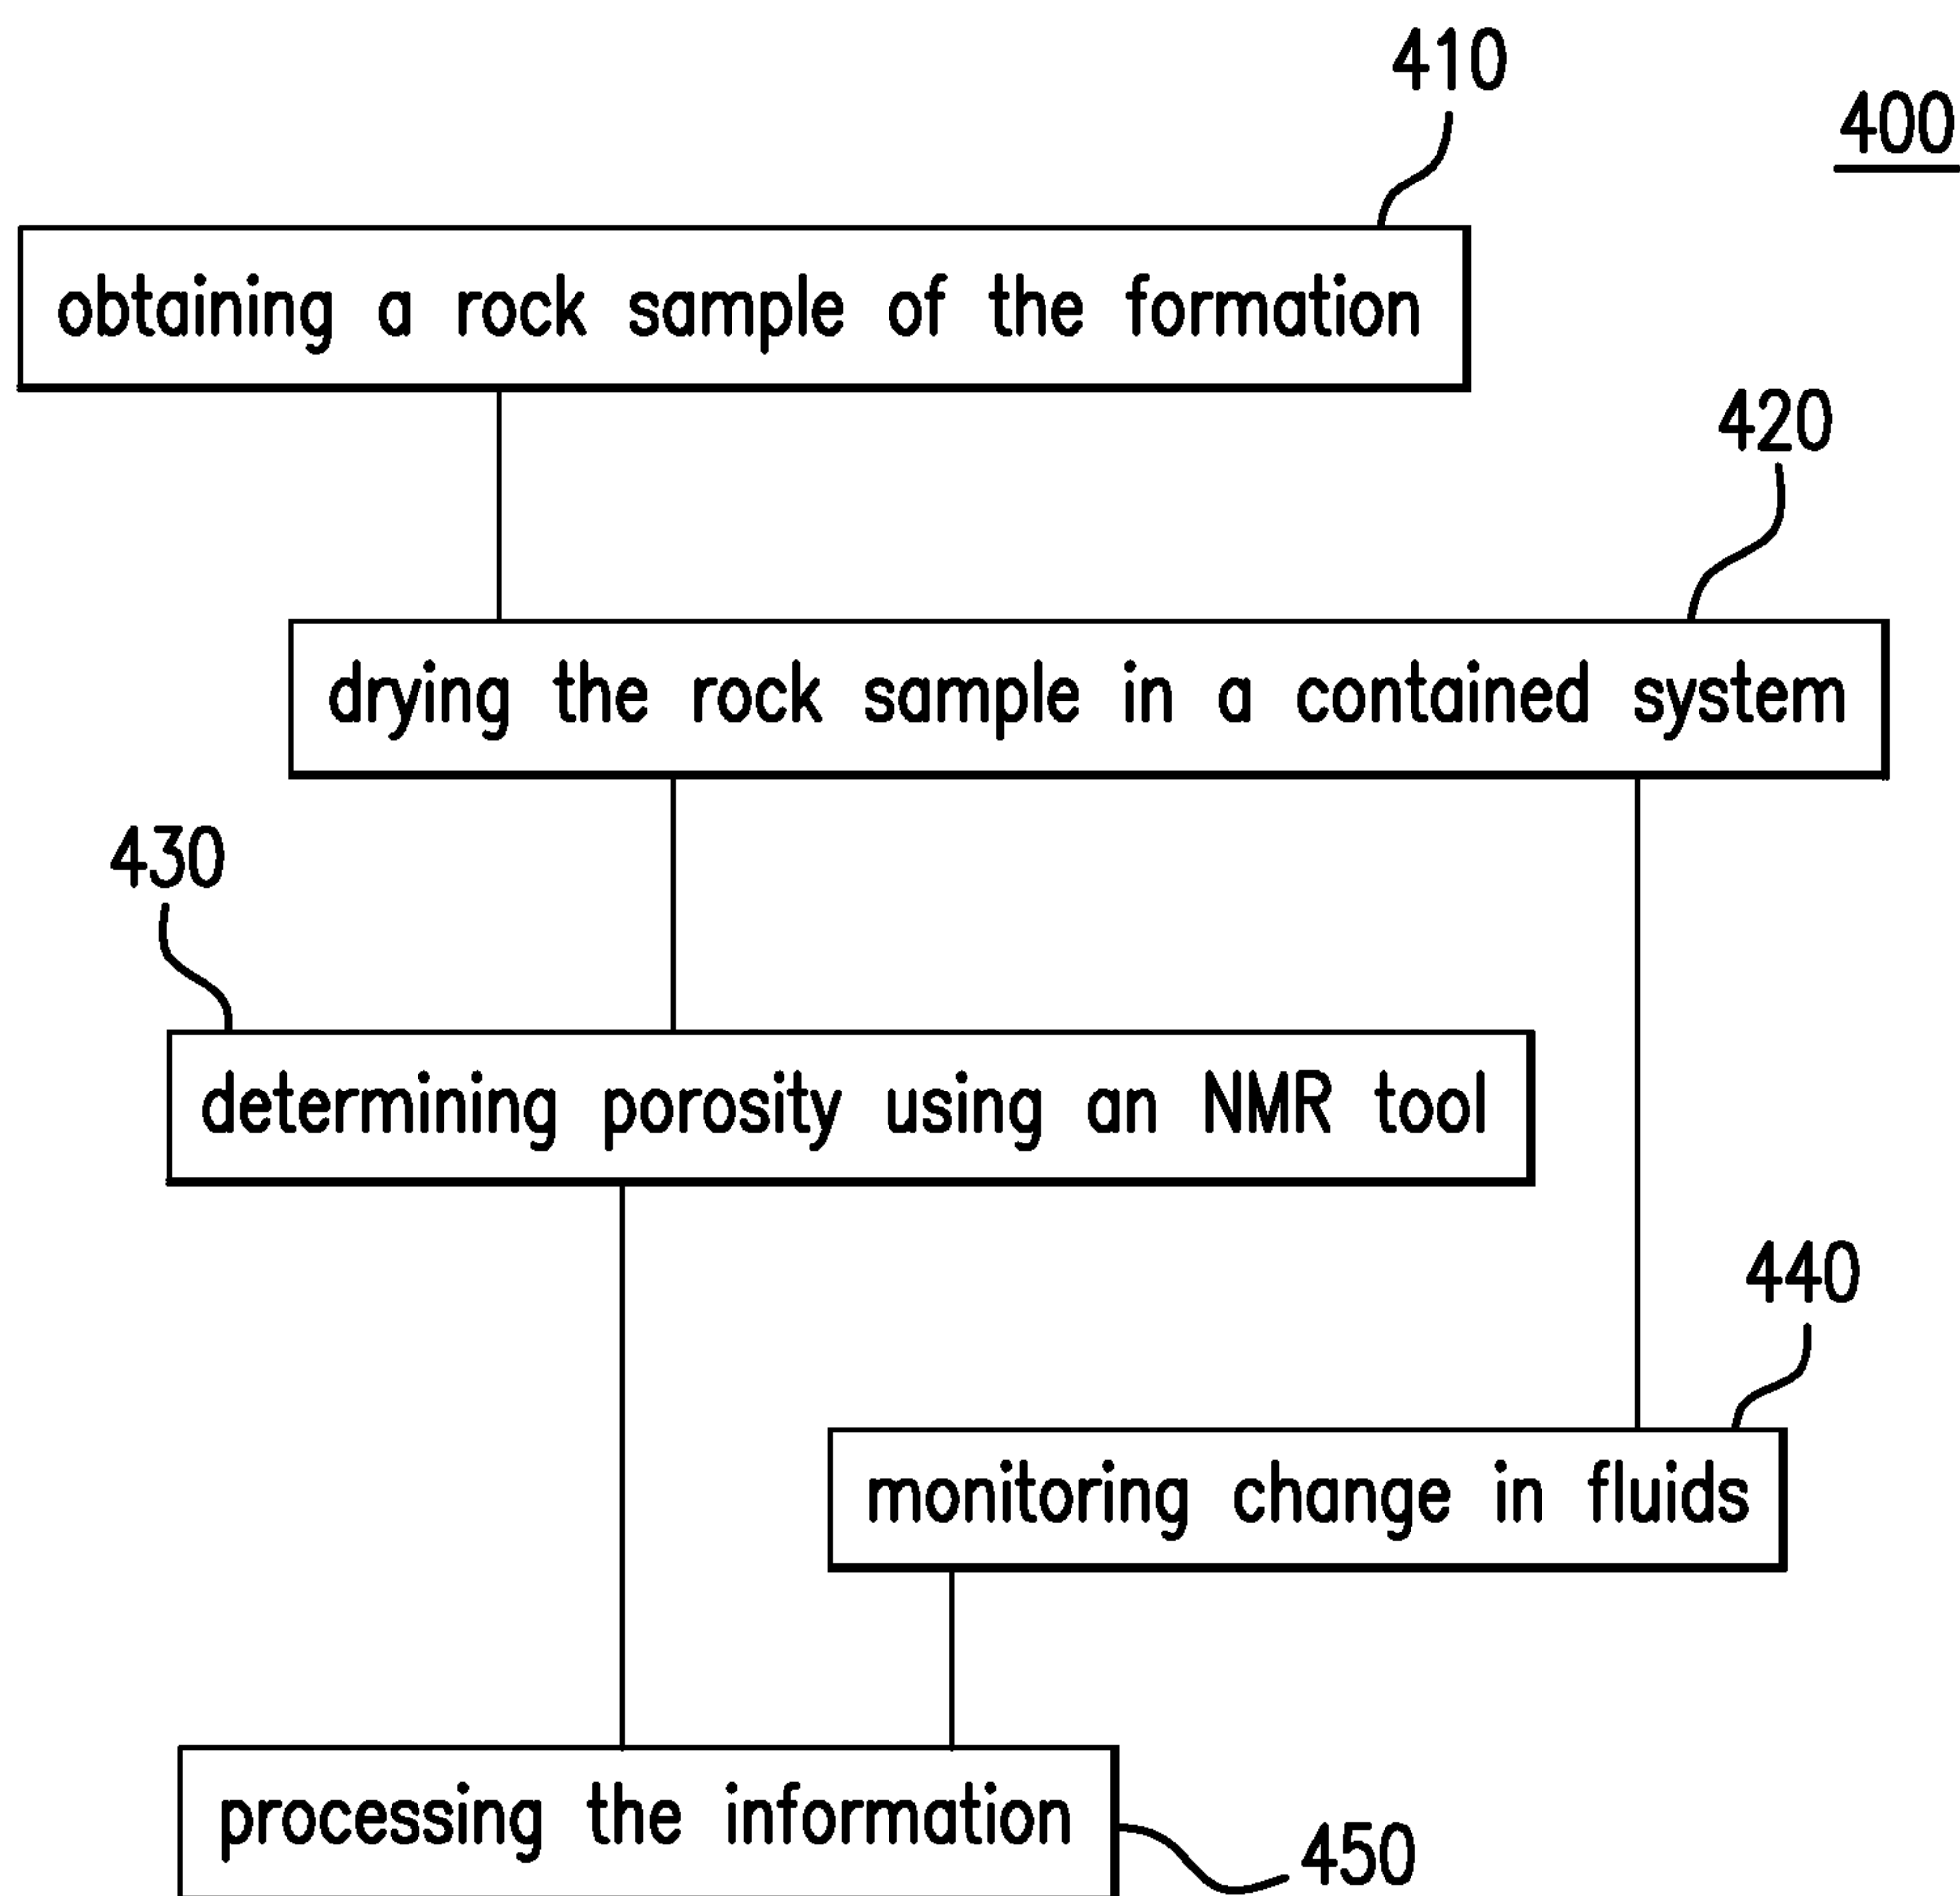 410
400
obtaining a rock sample of the formation
420
drying the rock sample in a contained system
430
determining porosity using an NMR tool
440
monitoring change in fluids
processing the information
450